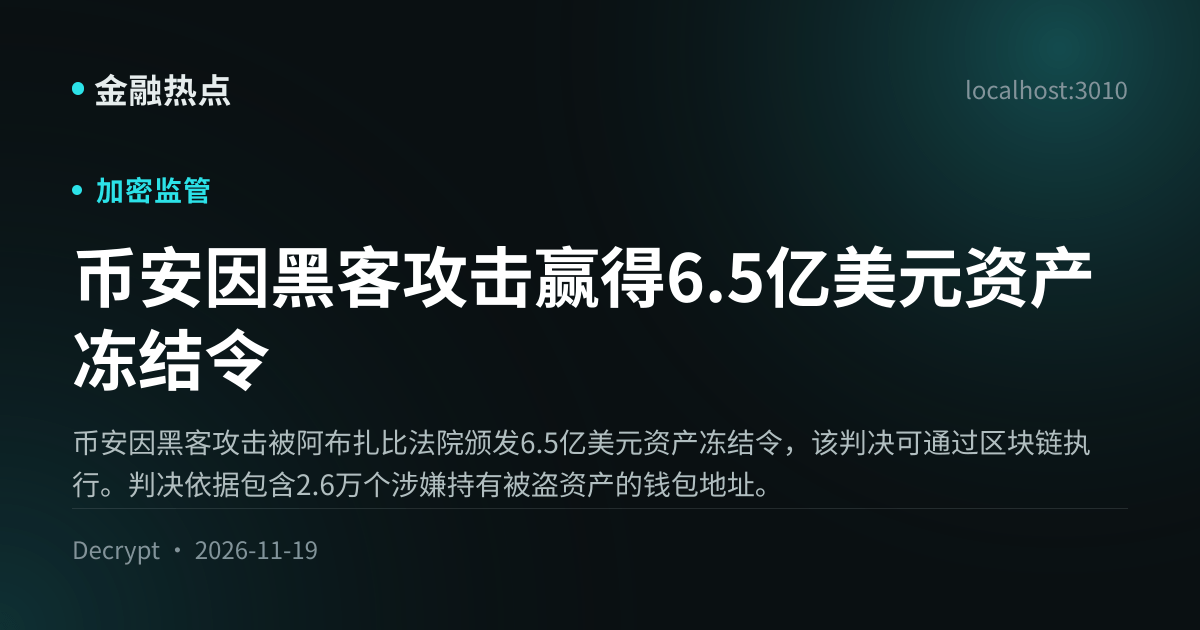 金融热点
localhost:3010
加密监管
币安因黑客攻击赢得6.5亿美元资产
冻结令
币安因黑客攻击被阿布扎比法院颁发6.5亿美元资产冻结令，该判决可通过区块链执
行。判决依据包含2.6万个涉嫌持有被盗资产的钱包地址。
Decrypt • 2026-11-19